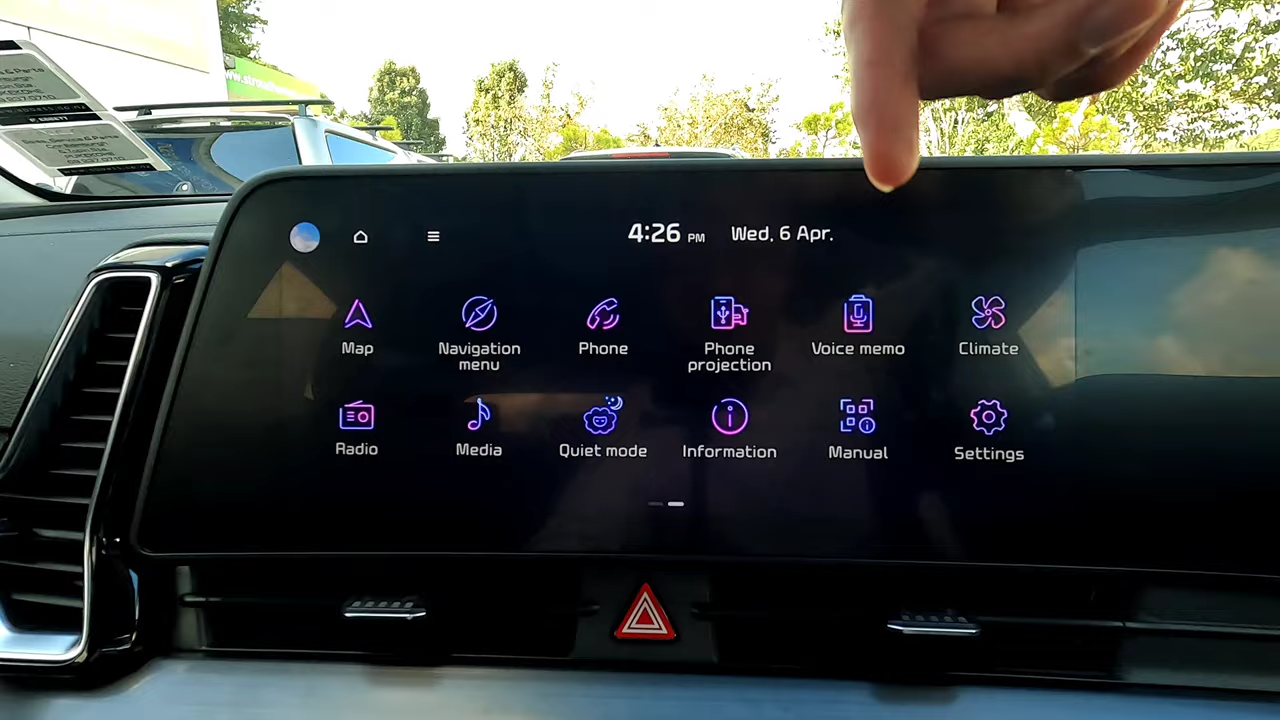 4:26 PM Wed, 6 Apr.
Map
Navigation
menu
Phone
Phone
projection
Voice memo
Climate
Radio
Media
Quiet mode
Information
Manual
Settings